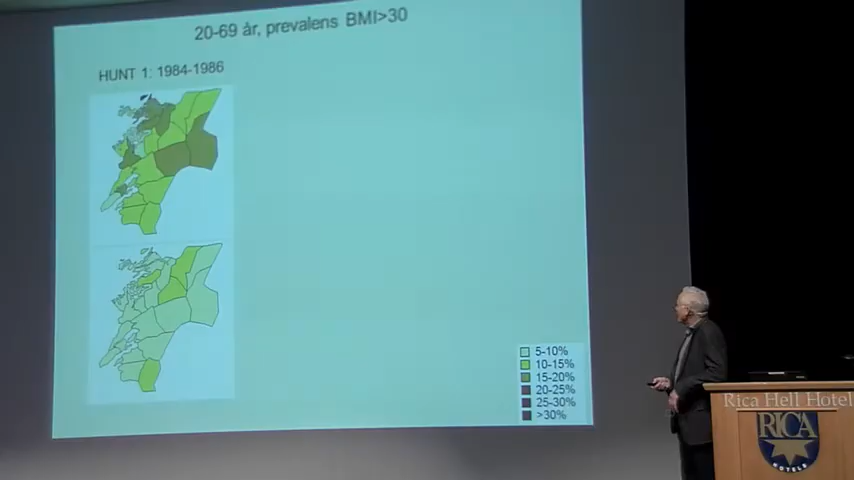 20-69 år, prevalens BMI>30
HUNT 1: 1984-1986
5-10%
10-15%
15-20%
20-25%
25-30%
>30%
Rica Hell Hotel
RICA
HOTELS